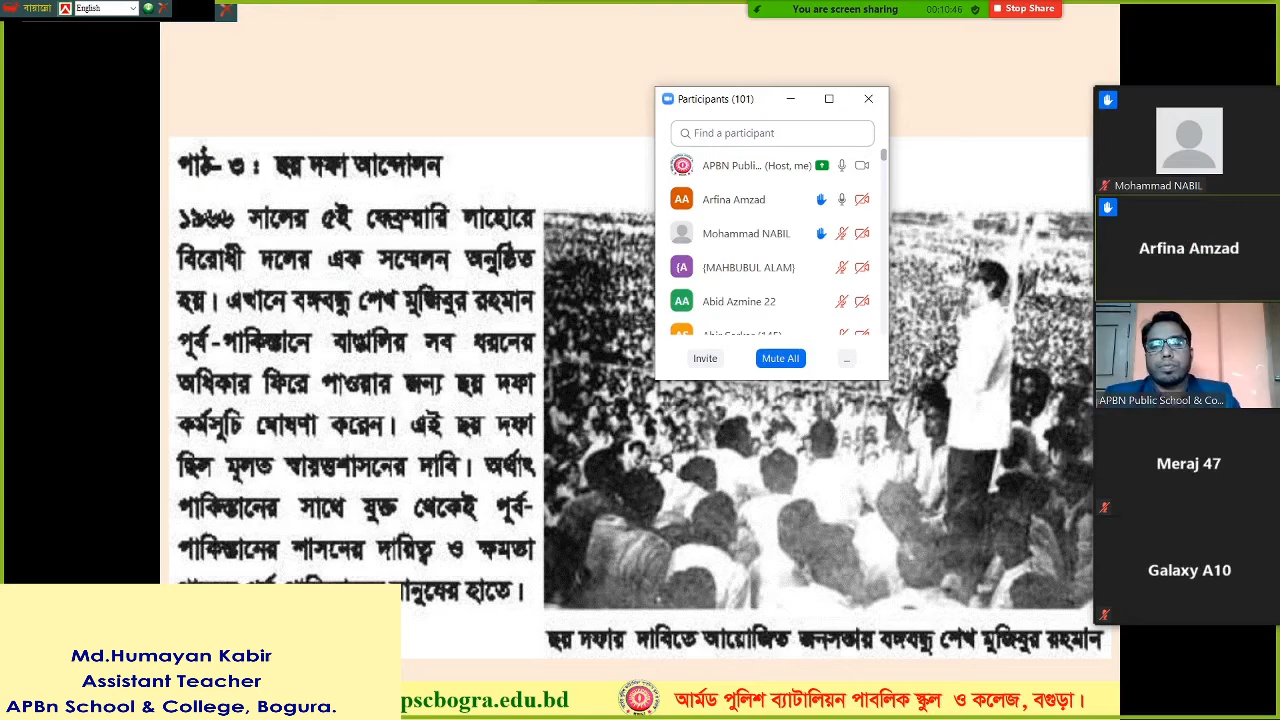 বাহান্নো
English
You are screen sharing
00:10:46
Stop Share
পাঠ- ৩ : ছয় দফা আন্দোলন
১৯৬৬ সালের ৫ই ফেব্রুয়ারি লাহোরে
বিরোধী দলের এক সম্মেলন অনুষ্ঠিত
হয়। এখানে বঙ্গবন্ধু শেখ মুজিবুর রহমান
পূর্ব-পাকিস্তানে বাঙালির সব ধরনের
অধিকার ফিরে পাওয়ার জন্য ছয় দফা
কর্মসূচি ঘোষণা করেন। এই ছয় দফা
ছিল মূলত স্বায়ত্তশাসনের দাবি। অর্থাৎ
পাকিস্তানের সাথে যুক্ত থেকেই পূর্ব-
পাকিস্তানের শাসনের দায়িত্ব ও ক্ষমতা
মানুষের হাতে।
ছয় দফার দাবিতে আয়োজিত জনসভায় বঙ্গবন্ধু শেখ মুজিবুর রহমান
Participants (101)
Find a participant
APBN Publi... (Host, me)
AA Arfina Amzad
Mohammad NABIL
{A {MAHBUBUL ALAM}
AA Abid Azmine 22
Invite
Mute All
...
Mohammad NABIL
Arfina Amzad
APBN Public School & Co...
Meraj 47
Galaxy A10
Md.Humayan Kabir
Assistant Teacher
APBn School & College, Bogura.
pscbogra.edu.bd
আর্মড পুলিশ ব্যাটালিয়ন পাবলিক স্কুল ও কলেজ, বগুড়া।